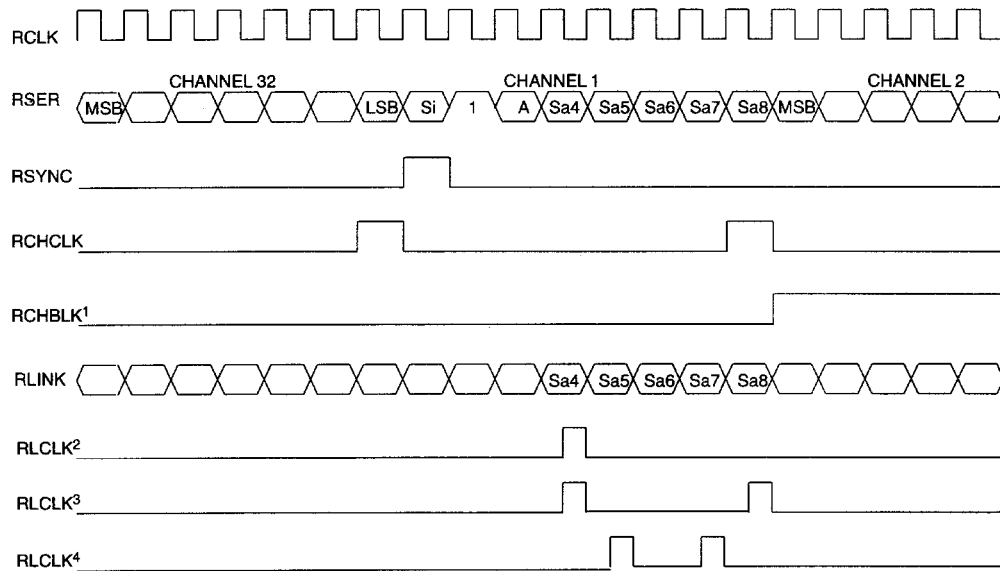 RCLK
CHANNEL 32 CHANNEL 1 CHANNEL 2
RSER MSB LSB Si 1 A Sa4 Sa5 Sa6 Sa7 Sa8 MSB
RSYNC
RCHCLK
RCHBLK¹
RLINK Sa4 Sa5 Sa6 Sa7 Sa8
RLCLK²
RLCLK³
RLCLK⁴